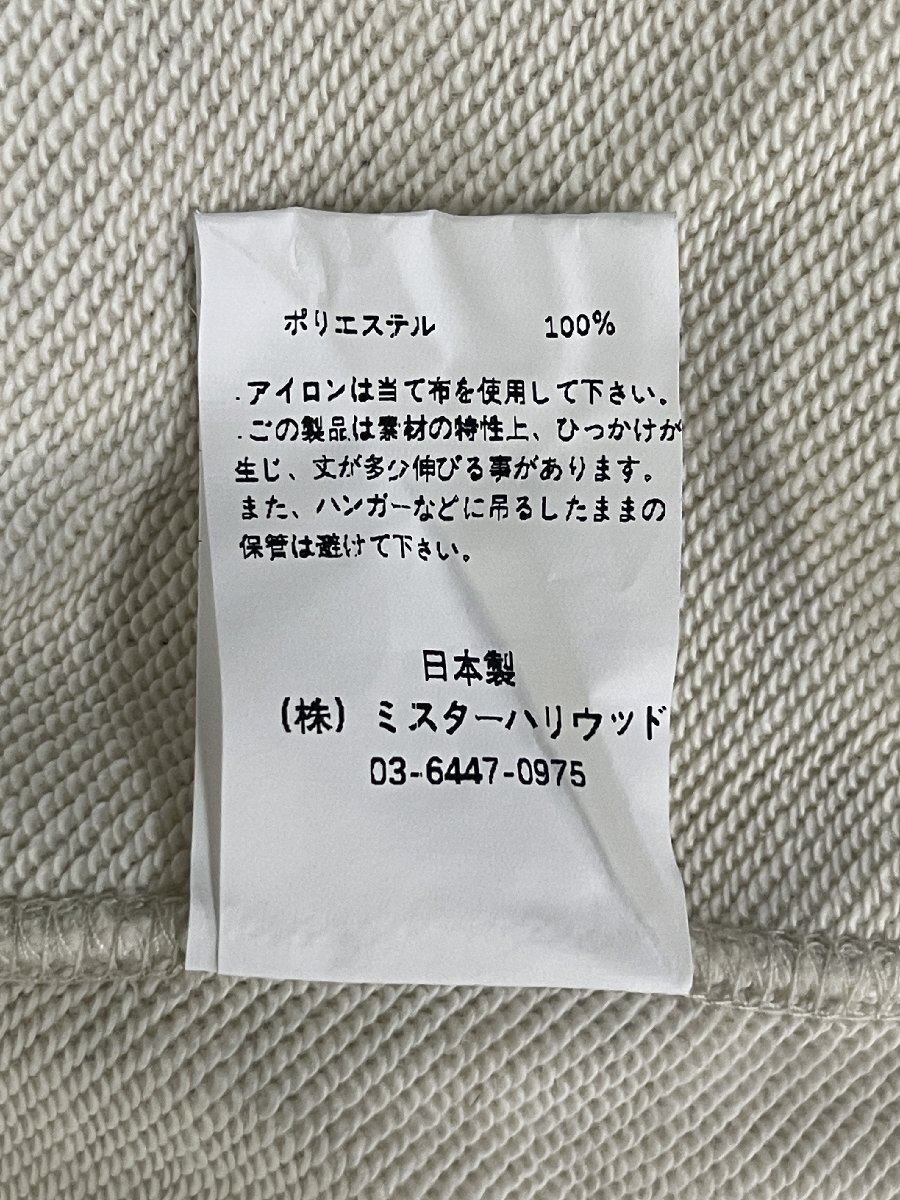 ポリエステル 100%
.アイロンは当て布を使用して下さい。
.この製品は素材の特性上、ひっかけが
生じ、丈が多少伸びる事があります。
また、ハンガーなどに吊るしたままの
保管は避けて下さい。
日本製
(株) ミスターハリウッド
03-6447-0975